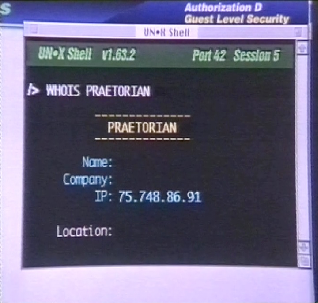 S
Authorization D
Guest Level Security
UN•X Shell
UN•X Shell v1.63.2 Port 42 Session 5
/> WHOIS PRAETORIAN
PRAETORIAN
Name:
Company:
IP: 75.748.86.91
Location: